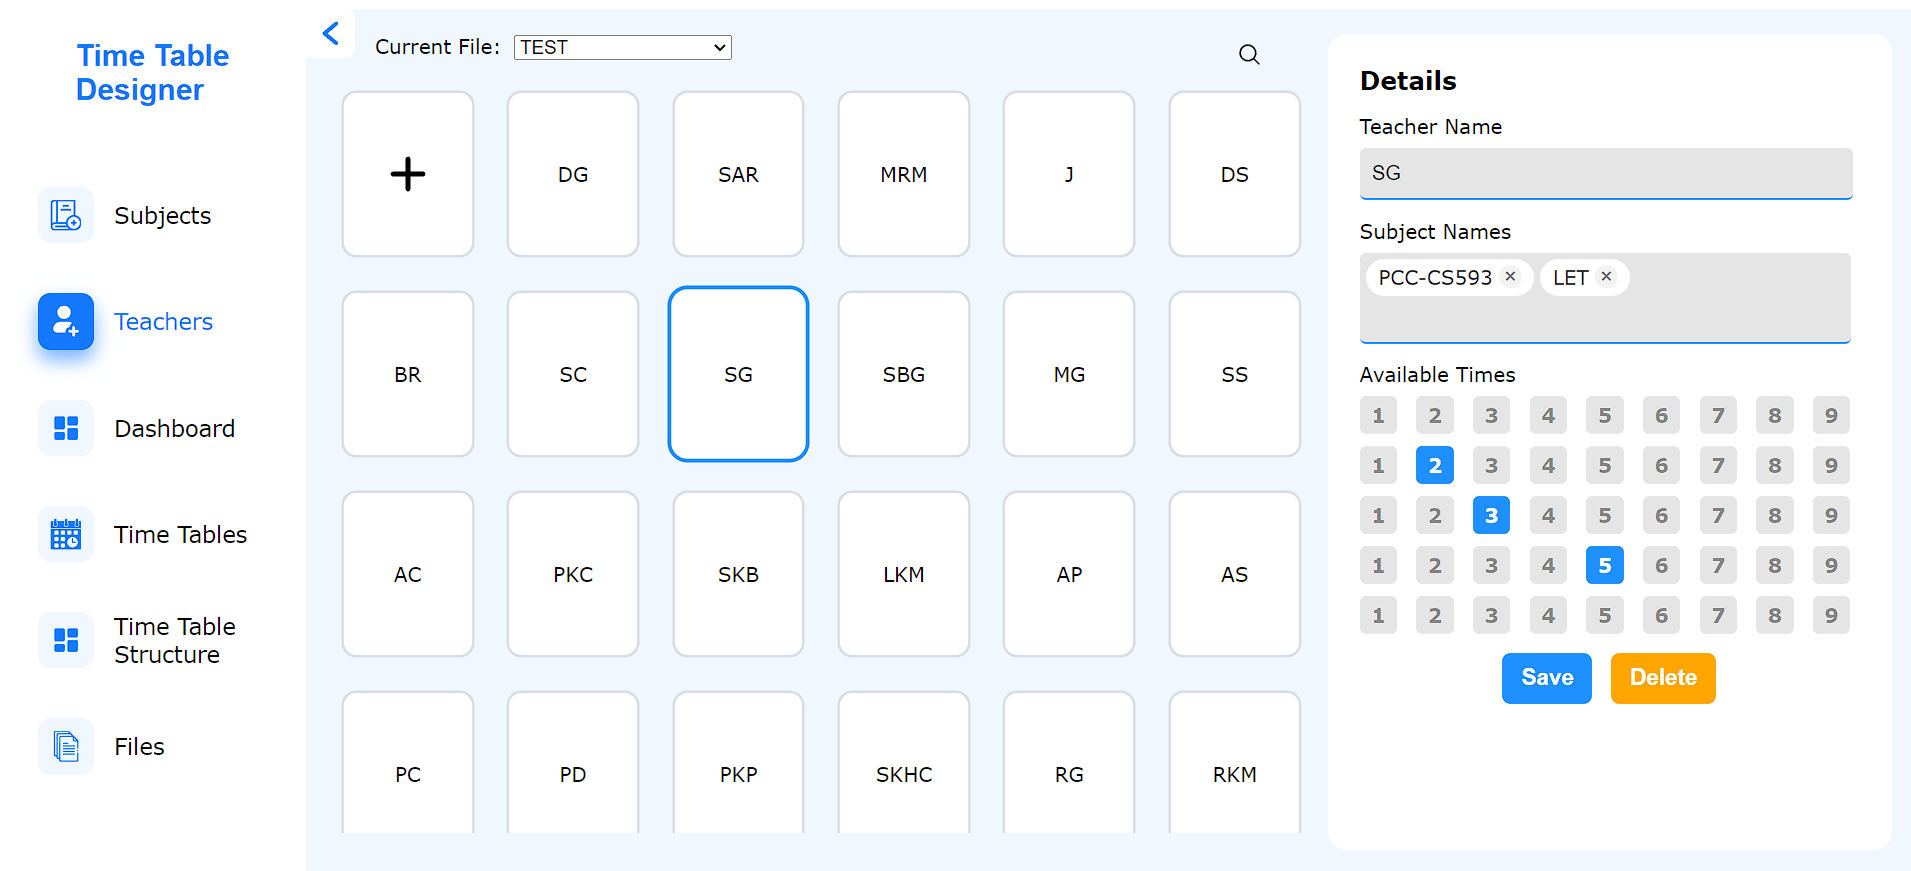 Time Table
Designer
Subjects
Teachers
Dashboard
Time Tables
Time Table
Structure
Files
Current File: TEST
DG SAR MRM J DS
BR SC SG SBG MG SS
AC PKC SKB LKM AP AS
PC PD PKP SKHC RG RKM
Details
Teacher Name
SG
Subject Names
PCC-CS593 × LET ×
Available Times
1 2 3 4 5 6 7 8 9
1 2 3 4 5 6 7 8 9
1 2 3 4 5 6 7 8 9
1 2 3 4 5 6 7 8 9
1 2 3 4 5 6 7 8 9
Save Delete